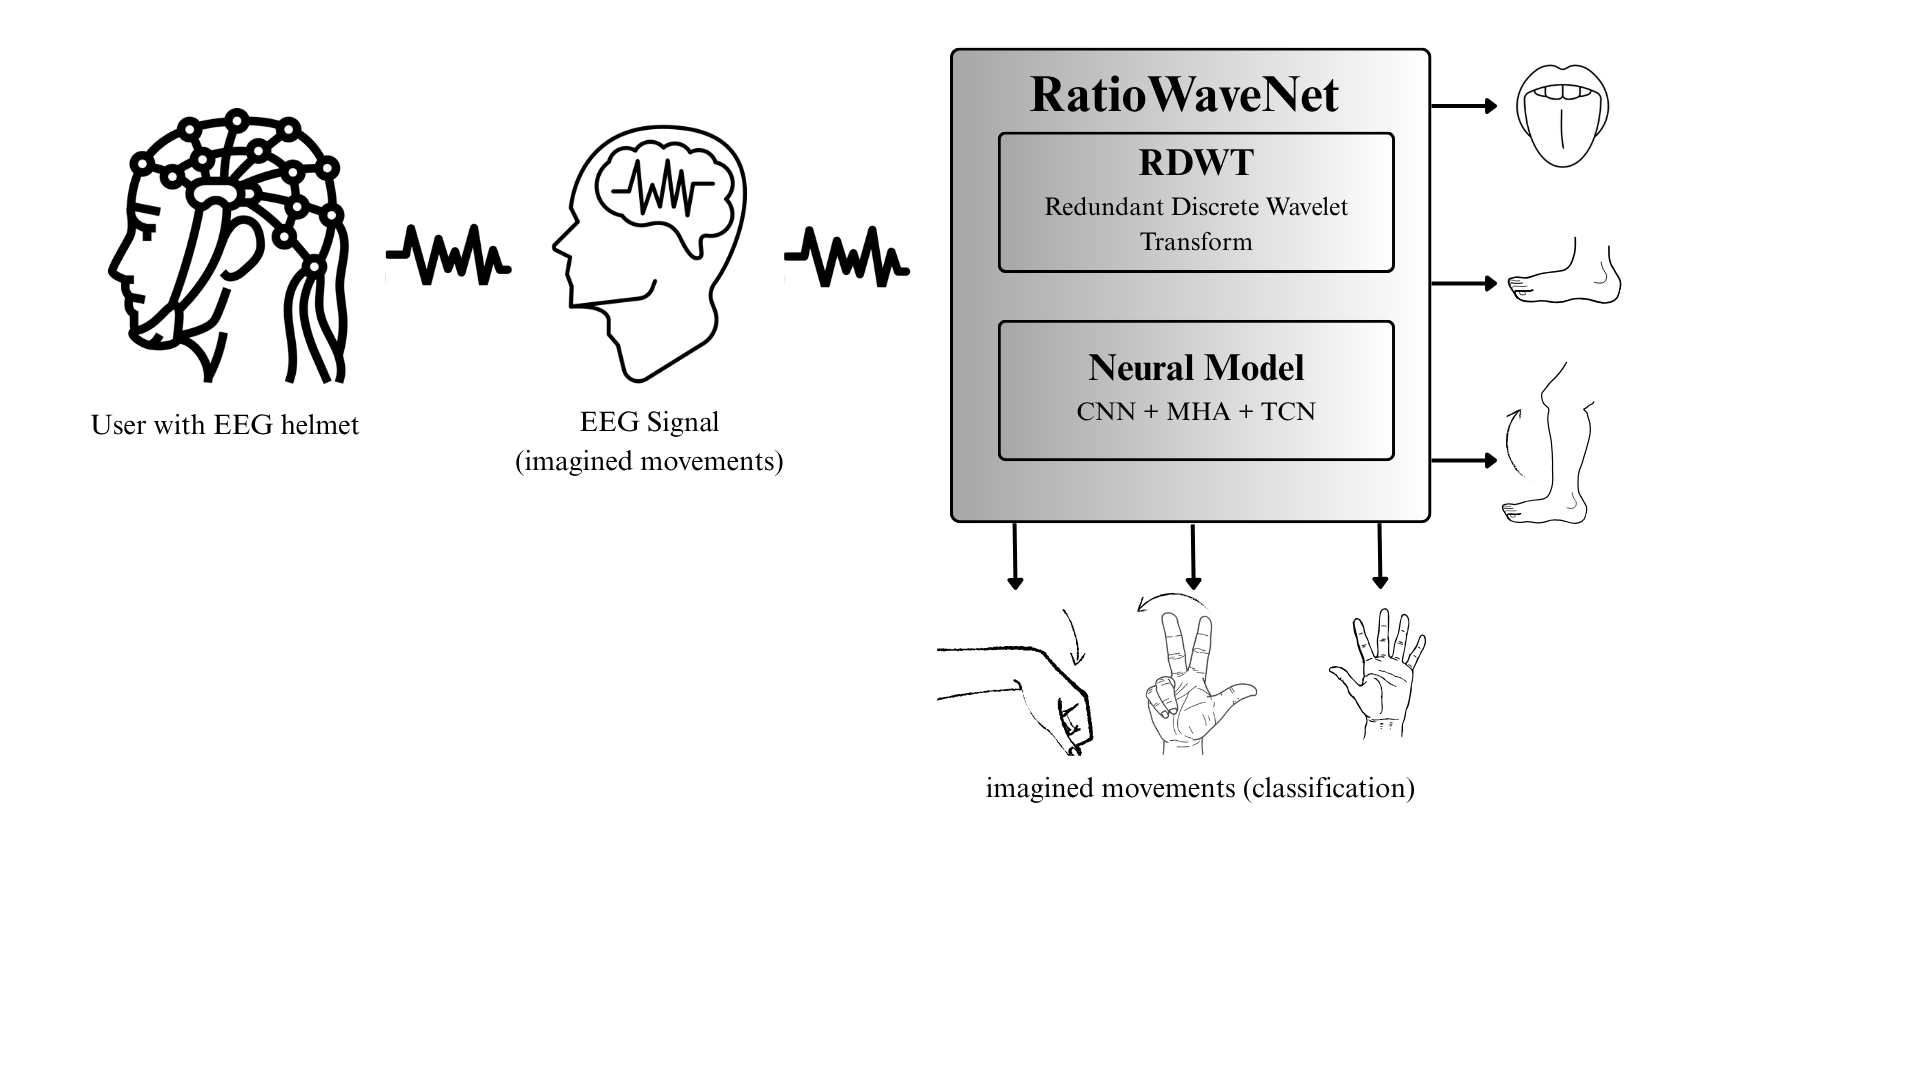 User with EEG helmet
EEG Signal
(imagined movements)
RatioWaveNet
RDWT
Redundant Discrete Wavelet
Transform
Neural Model
CNN + MHA + TCN
imagined movements (classification)